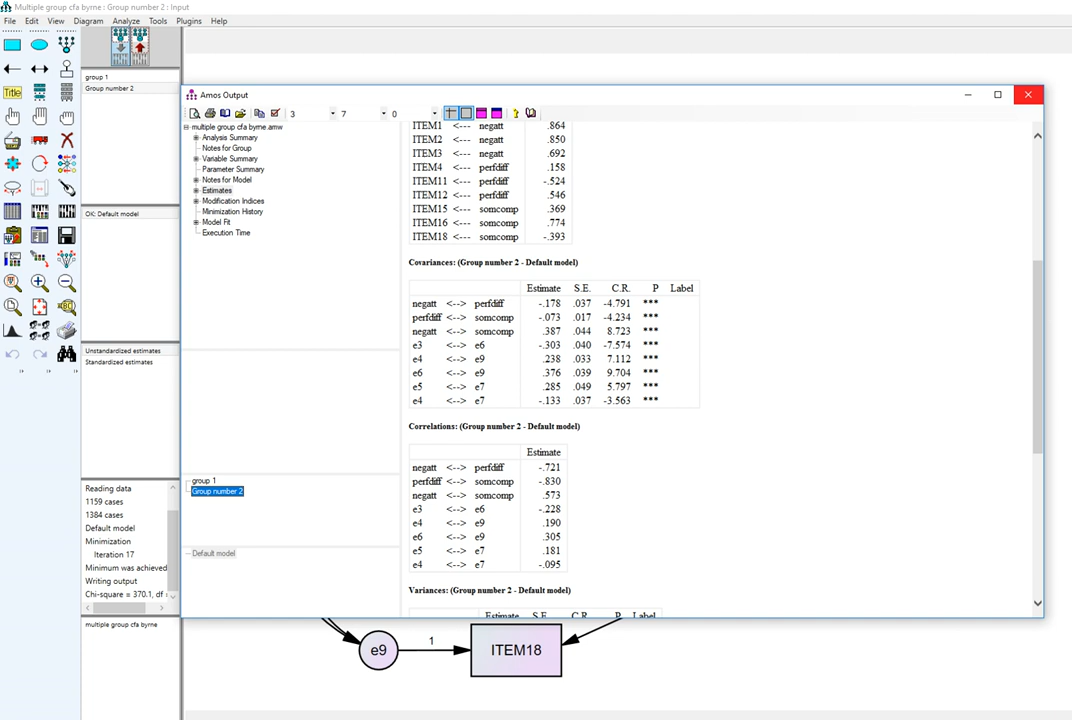 Multiple group cfa byrne : Group number 2 : Input
File Edit View Diagram Analyze Tools Plugins Help
Title
group 1
Group number 2
OK: Default model
Unstandardized estimates
Standardized estimates
Reading data
1159 cases
1384 cases
Default model
Minimization
Iteration 17
Minimum was achieved
Writing output
Chi-square = 370.1, df =
multiple group cfa byrne
Amos Output
3 7 0
multiple group cfa byrne.amw
Analysis Summary
Notes for Group
Variable Summary
Parameter Summary
Notes for Model
Estimates
Modification Indices
Minimization History
Model Fit
Execution Time
group 1
Group number 2
Default model
ITEM1 <--- negatt .864
ITEM2 <--- negatt .850
ITEM3 <--- negatt .692
ITEM4 <--- perfdiff .158
ITEM11 <--- perfdiff -.524
ITEM12 <--- perfdiff .546
ITEM15 <--- somcomp .369
ITEM16 <--- somcomp .774
ITEM18 <--- somcomp -.393
Covariances: (Group number 2 - Default model)
Estimate S.E. C.R. P Label
negatt <--> perfdiff -.178 .037 -4.791 ***
perfdiff <--> somcomp -.073 .017 -4.234 ***
negatt <--> somcomp .387 .044 8.723 ***
e3 <--> e6 -.303 .040 -7.574 ***
e4 <--> e9 .238 .033 7.112 ***
e6 <--> e9 .376 .039 9.704 ***
e5 <--> e7 .285 .049 5.797 ***
e4 <--> e7 -.133 .037 -3.563 ***
Correlations: (Group number 2 - Default model)
Estimate
negatt <--> perfdiff -.721
perfdiff <--> somcomp -.830
negatt <--> somcomp .573
e3 <--> e6 -.228
e4 <--> e9 .190
e6 <--> e9 .305
e5 <--> e7 .181
e4 <--> e7 -.095
Variances: (Group number 2 - Default model)
Estimate S.E. C.R. P Label
e9 1 ITEM18